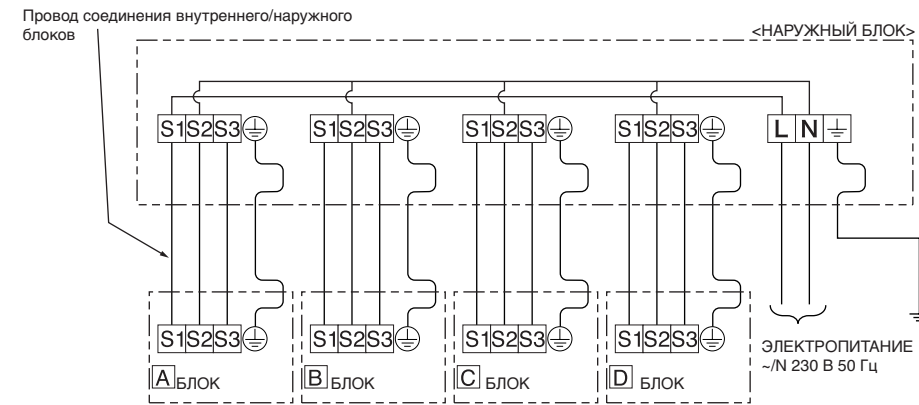 Провод соединения внутреннего/наружного
блоков
<НАРУЖНЫЙ БЛОК>
S1 S2 S3 S1 S2 S3 S1 S2 S3 S1 S2 S3 L N
S1 S2 S3 S1 S2 S3 S1 S2 S3 S1 S2 S3
A БЛОК B БЛОК C БЛОК D БЛОК
ЭЛЕКТРОПИТАНИЕ
~/N 230 В 50 Гц